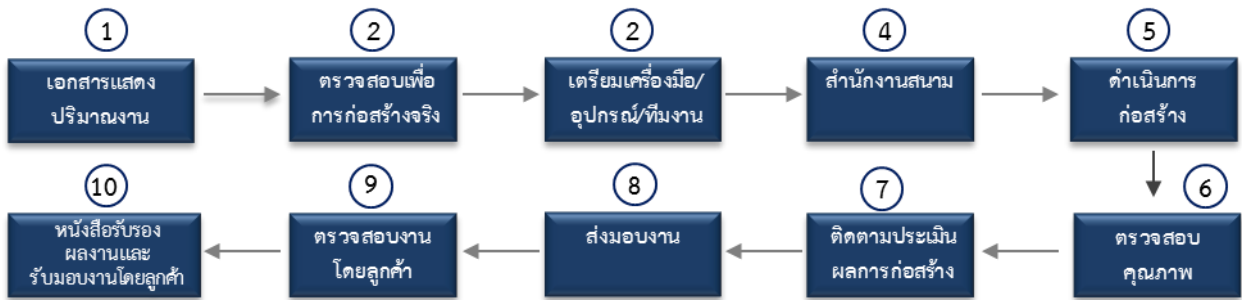 1
เอกสารแสดง
ปริมาณงาน
2
ตรวจสอบเพื่อ
การก่อสร้างจริง
2
เตรียมเครื่องมือ/
อุปกรณ์/ทีมงาน
4
สำนักงานสนาม
5
ดำเนินการ
ก่อสร้าง
6
ตรวจสอบ
คุณภาพ
7
ติดตามประเมิน
ผลการก่อสร้าง
8
ส่งมอบงาน
9
ตรวจสอบงาน
โดยลูกค้า
10
หนังสือรับรอง
ผลงานและ
รับมอบงานโดยลูกค้า